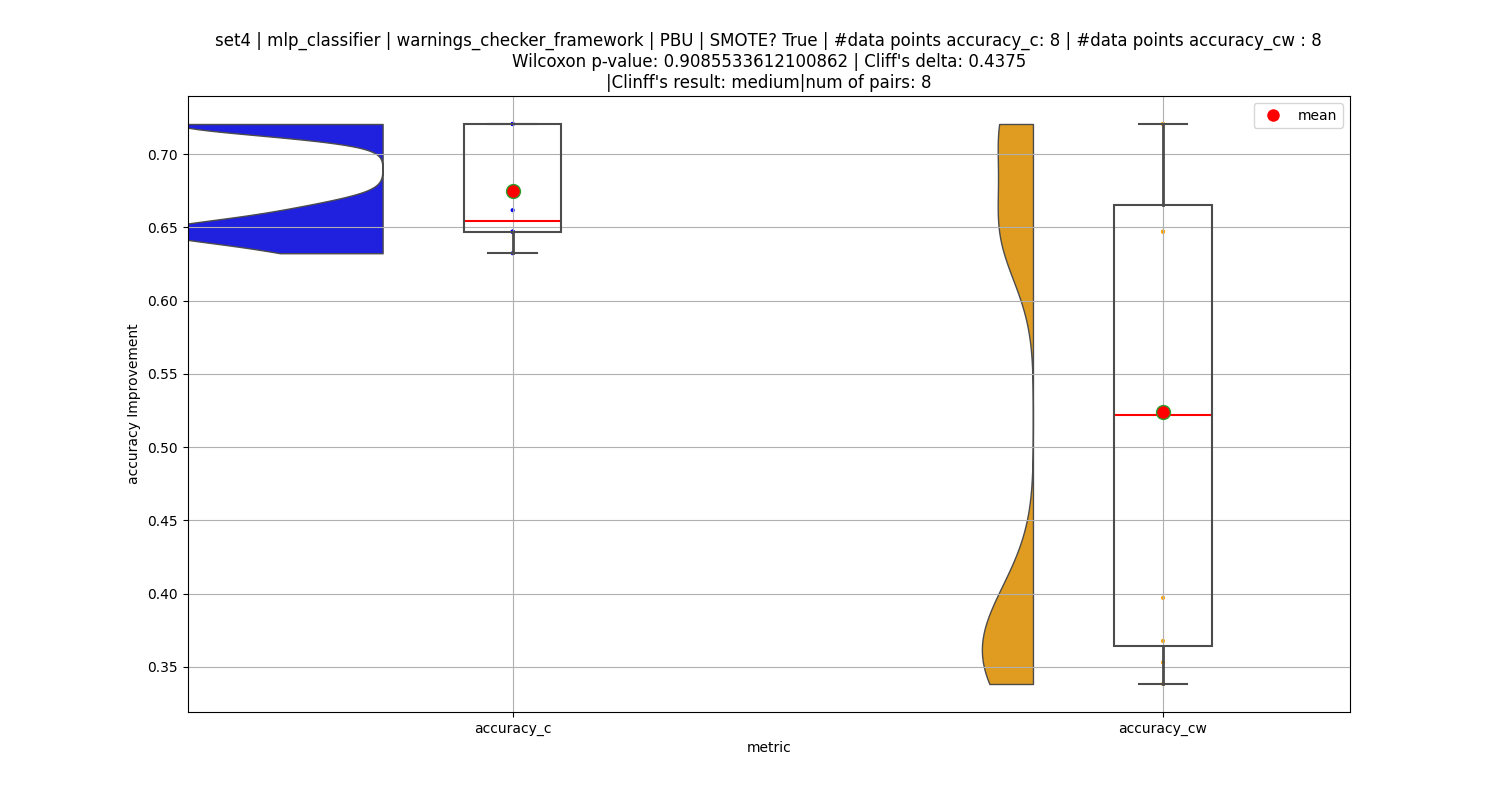 set4 | mlp_classifier | warnings_checker_framework | PBU | SMOTE? True | #data points accuracy_c: 8 | #data points accuracy_cw : 8
Wilcoxon p-value: 0.9085533612100862 | Cliff's delta: 0.4375
|Clinff's result: medium|num of pairs: 8
mean
0.70
0.65
0.60
0.55
0.50
0.45
0.40
0.35
accuracy Improvement
accuracy_c
accuracy_cw
metric